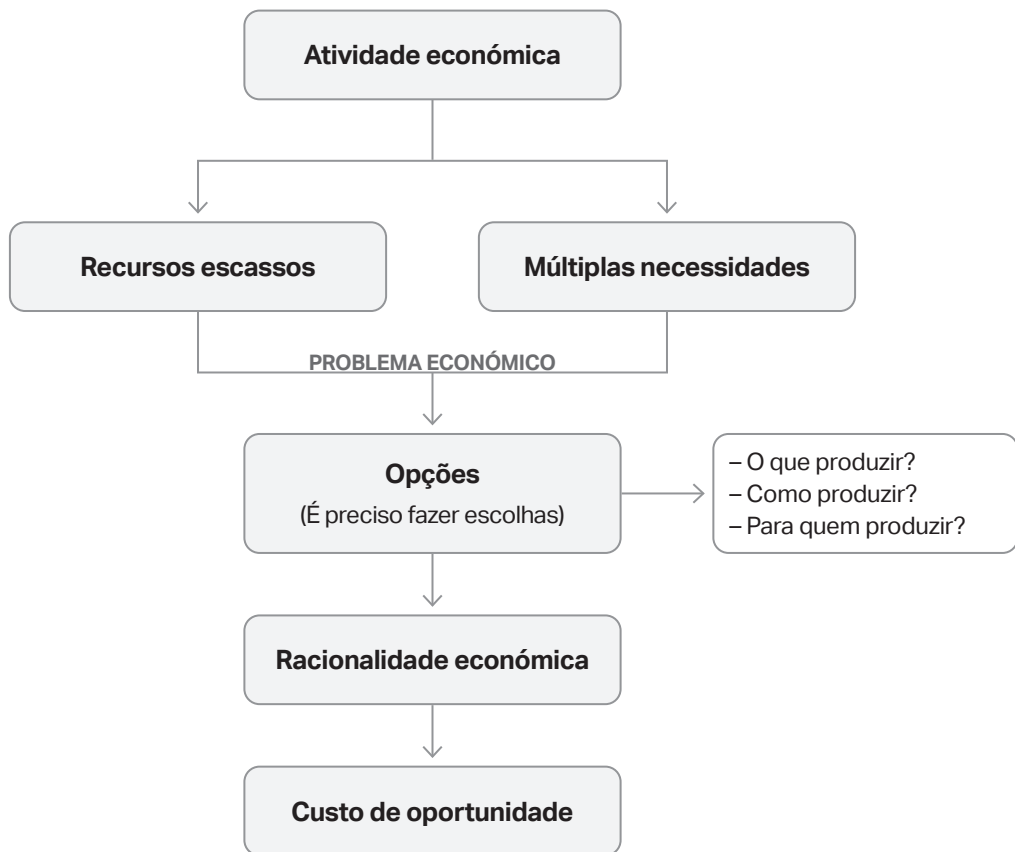 Atividade económica
Recursos escassos
Múltiplas necessidades
PROBLEMA ECONÓMICO
Opções
(É preciso fazer escolhas)
– O que produzir?
– Como produzir?
– Para quem produzir?
Racionalidade económica
Custo de oportunidade